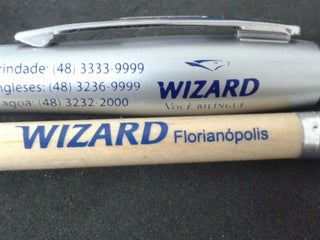 rindade: (48) 3333-9999
ngleses: (48) 3236-9999
agoa: (48) 3232-2000
WIZARD
VOCÊ BILÍNGUE
WIZARD Florianópolis